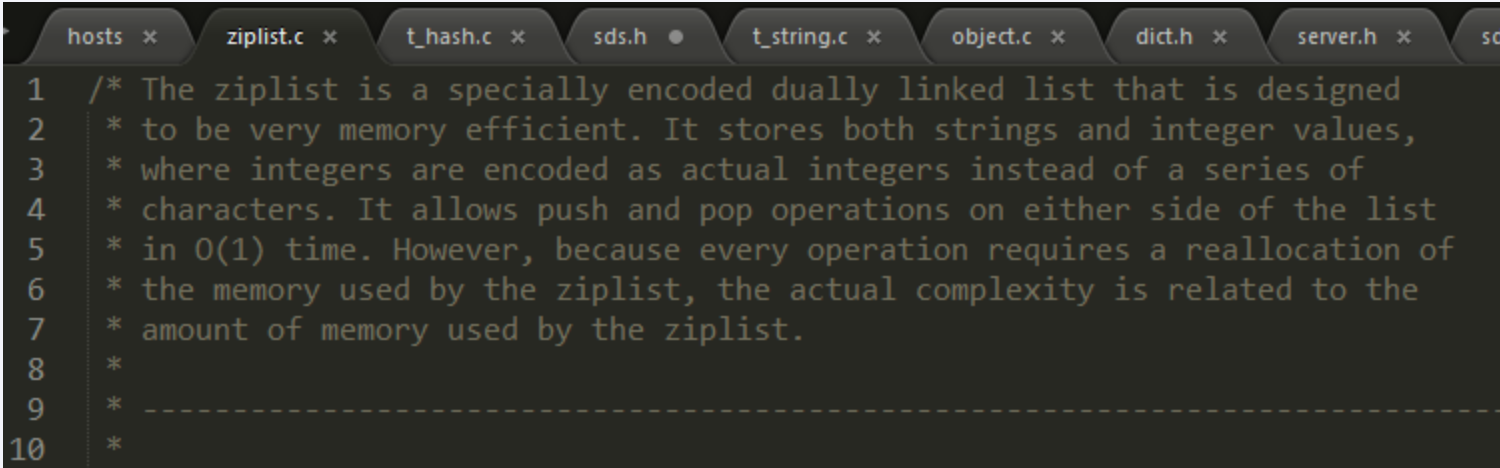 hosts × ziplist.c × t_hash.c × sds.h ● t_string.c × object.c × dict.h × server.h ×
1 /* The ziplist is a specially encoded dually linked list that is designed
2 * to be very memory efficient. It stores both strings and integer values,
3 * where integers are encoded as actual integers instead of a series of
4 * characters. It allows push and pop operations on either side of the list
5 * in O(1) time. However, because every operation requires a reallocation of
6 * the memory used by the ziplist, the actual complexity is related to the
7 * amount of memory used by the ziplist.
8 *
9 * ----------------------------------------------------------------------------
10 *